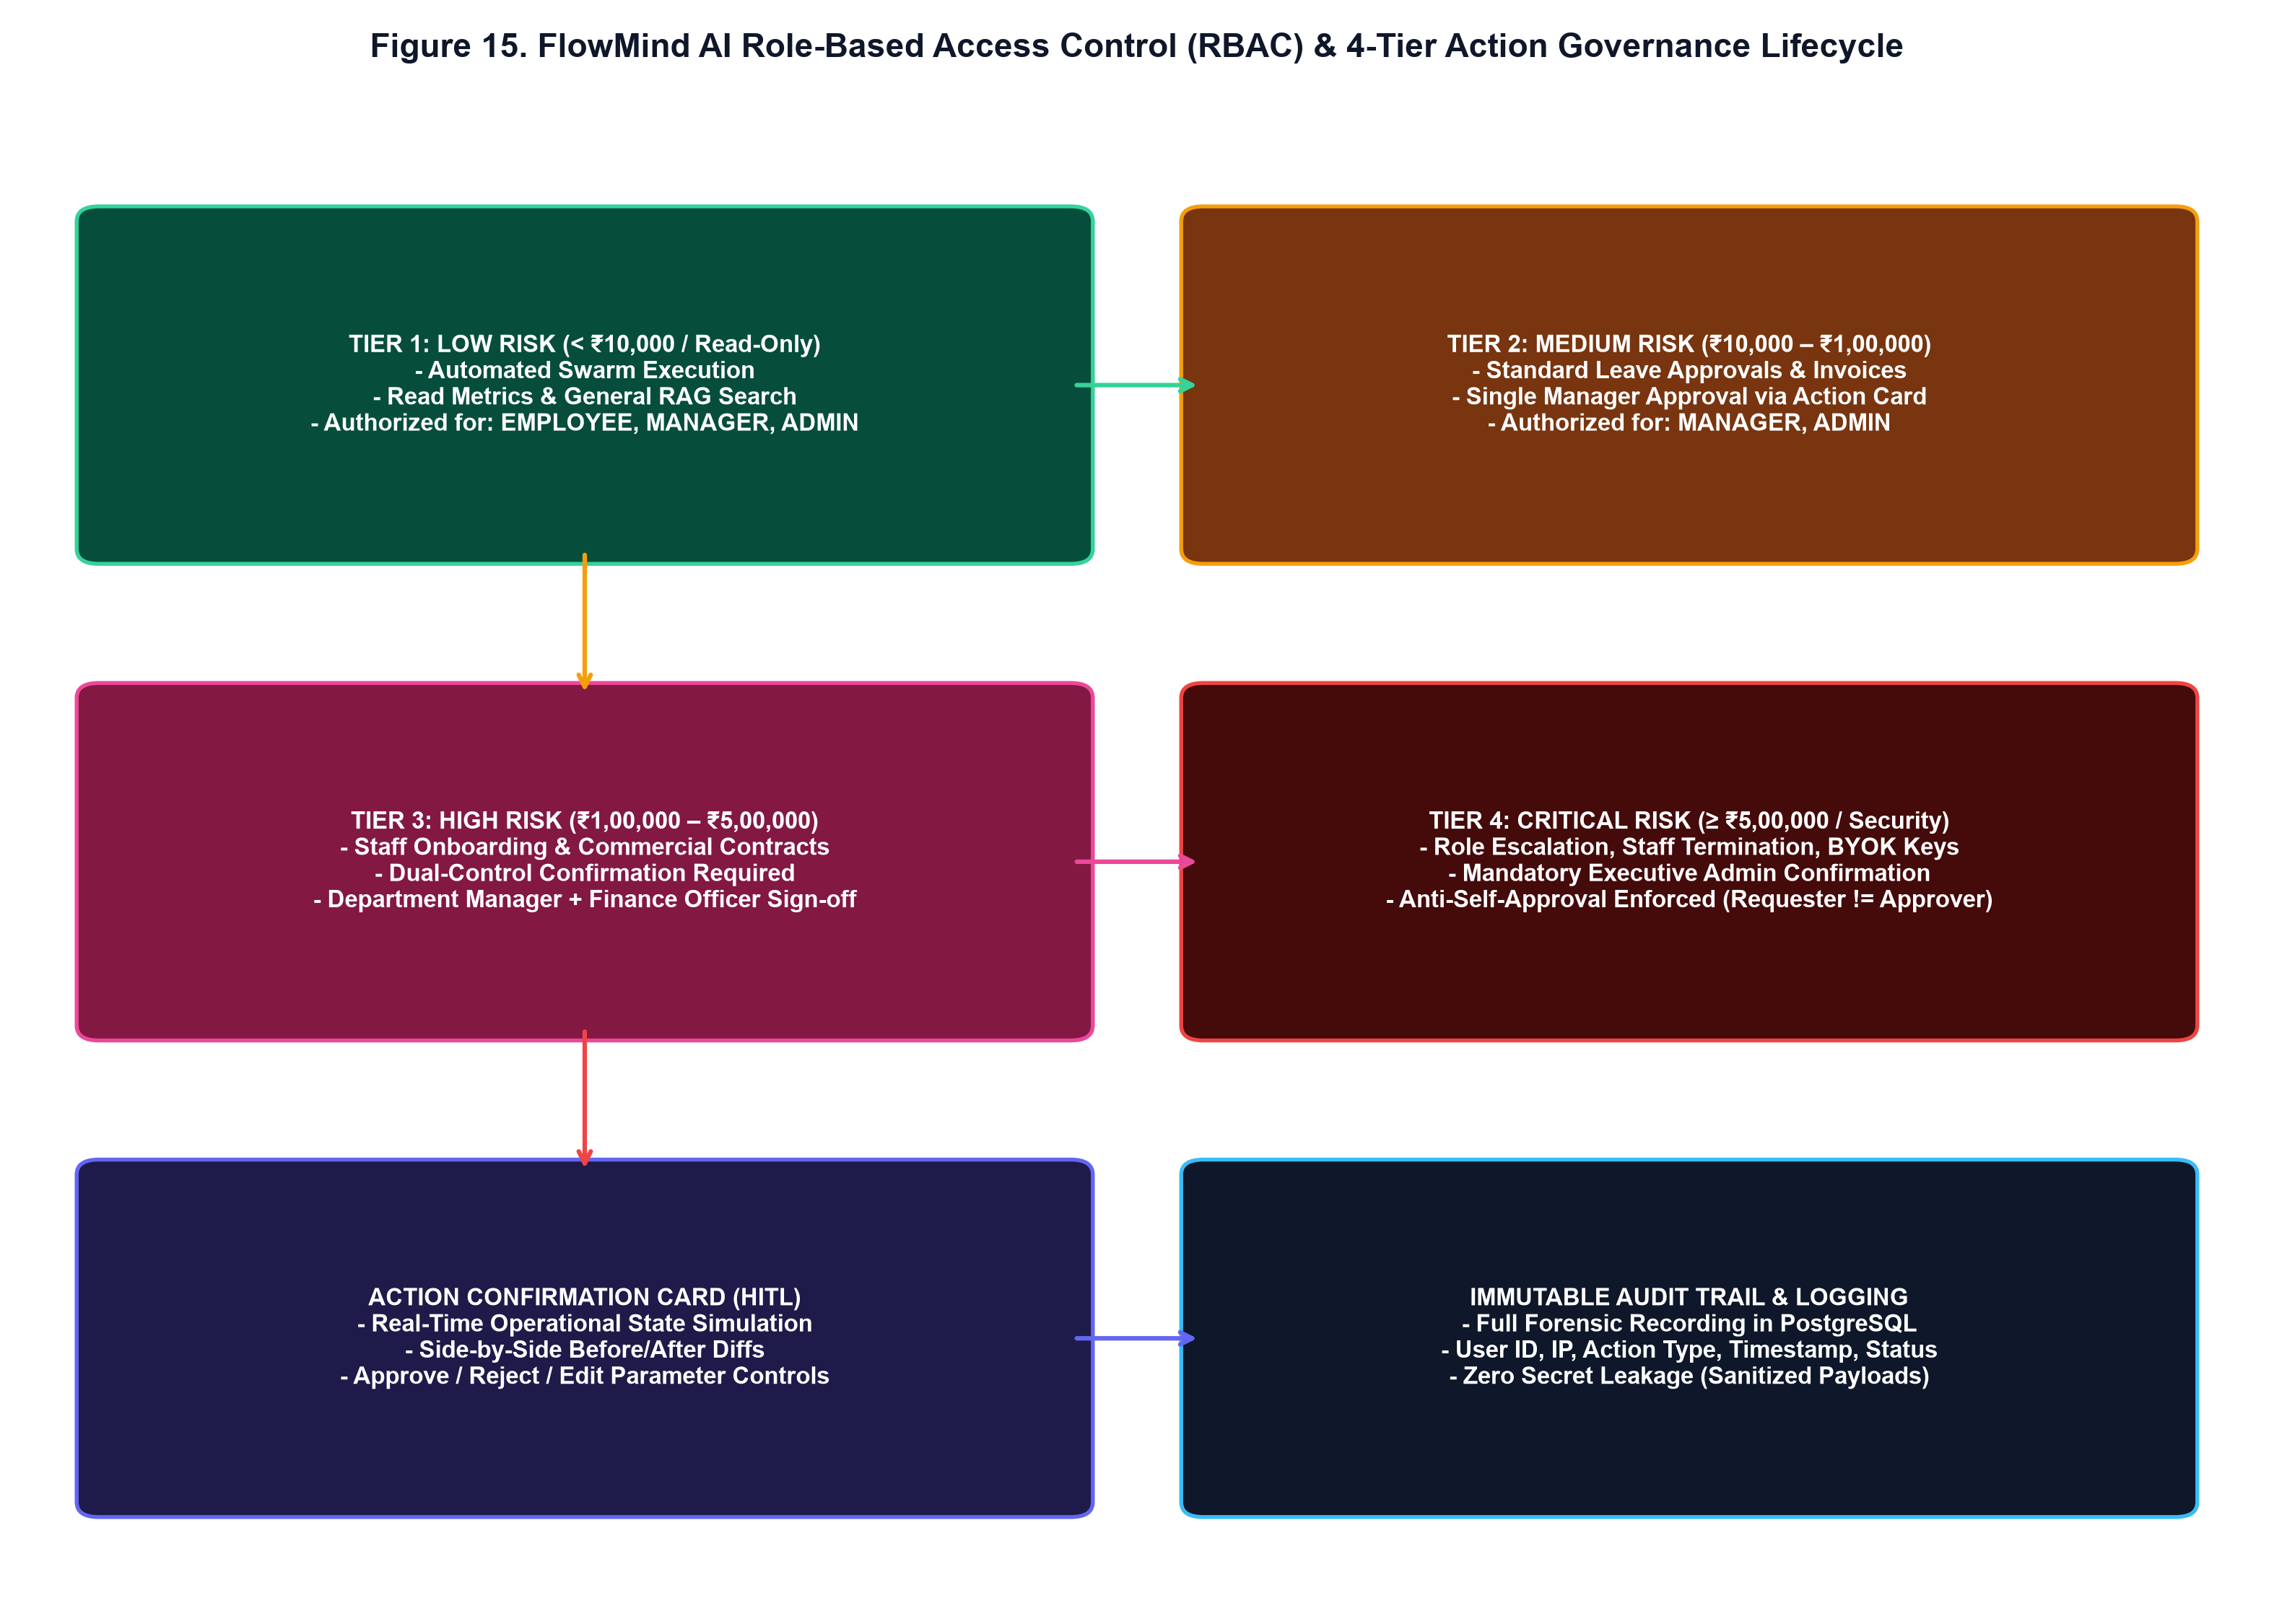 Figure 15. FlowMind AI Role-Based Access Control (RBAC) & 4-Tier Action Governance Lifecycle
TIER 1: LOW RISK (< ₹10,000 / Read-Only)
- Automated Swarm Execution
- Read Metrics & General RAG Search
- Authorized for: EMPLOYEE, MANAGER, ADMIN
TIER 2: MEDIUM RISK (₹10,000 – ₹1,00,000)
- Standard Leave Approvals & Invoices
- Single Manager Approval via Action Card
- Authorized for: MANAGER, ADMIN
TIER 3: HIGH RISK (₹1,00,000 – ₹5,00,000)
- Staff Onboarding & Commercial Contracts
- Dual-Control Confirmation Required
- Department Manager + Finance Officer Sign-off
TIER 4: CRITICAL RISK (≥ ₹5,00,000 / Security)
- Role Escalation, Staff Termination, BYOK Keys
- Mandatory Executive Admin Confirmation
- Anti-Self-Approval Enforced (Requester != Approver)
ACTION CONFIRMATION CARD (HITL)
- Real-Time Operational State Simulation
- Side-by-Side Before/After Diffs
- Approve / Reject / Edit Parameter Controls
IMMUTABLE AUDIT TRAIL & LOGGING
- Full Forensic Recording in PostgreSQL
- User ID, IP, Action Type, Timestamp, Status
- Zero Secret Leakage (Sanitized Payloads)